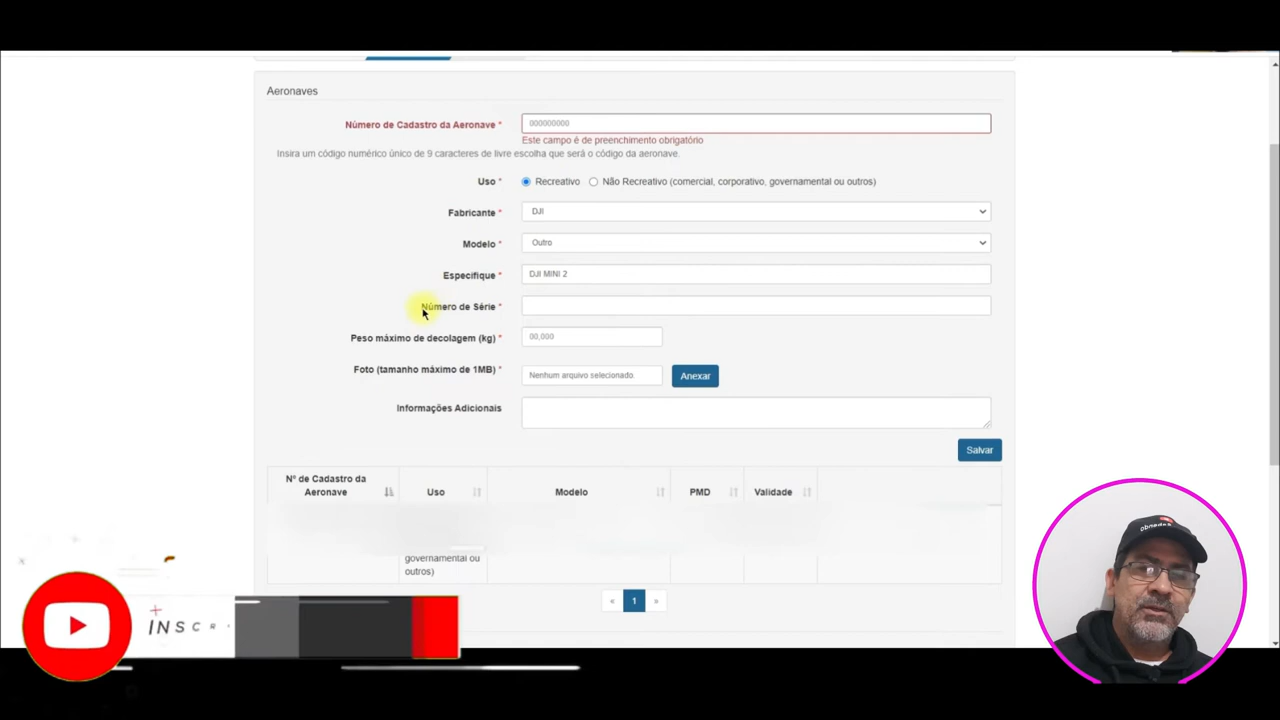 Aeronaves
Número de Cadastro da Aeronave *
000000000
Este campo é de preenchimento obrigatório
Insira um código numérico único de 9 caracteres de livre escolha que será o código da aeronave.
Uso * Recreativo Não Recreativo (comercial, corporativo, governamental ou outros)
Fabricante * DJI
Modelo * Outro
Especifique * DJI MINI 2
Número de Série *
Peso máximo de decolagem (kg) * 00,000
Foto (tamanho máximo de 1MB) * Nenhum arquivo selecionado. Anexar
Informações Adicionais
Salvar
Nº de Cadastro da Aeronave Uso Modelo PMD Validade
governamental ou
outros)
« 1 »
INSCR